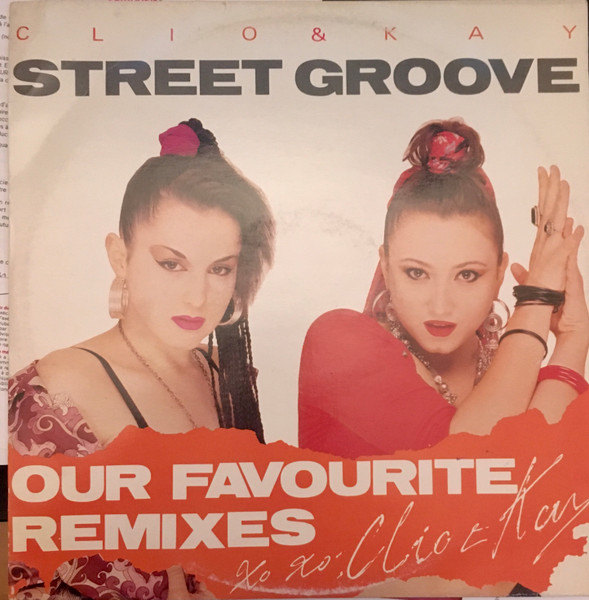 CLIO&KAY
STREET GROOVE
OUR FAVOURITE
REMIXES
xo xo, Clio & Kay